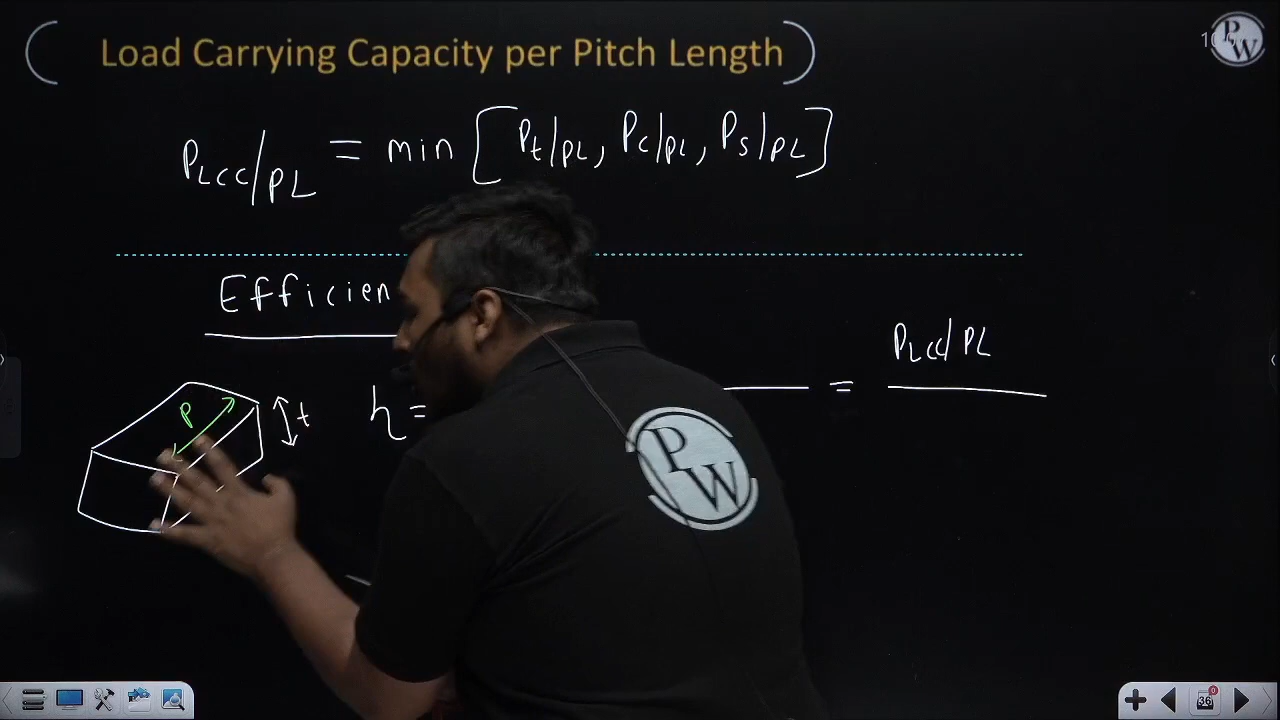 Load Carrying Capacity per Pitch Length
PW
PLCC/PL = min [Pt/PL, Pc/PL, Ps/PL]
Efficien
PLCC/PL
η = =
P
t
PW
36